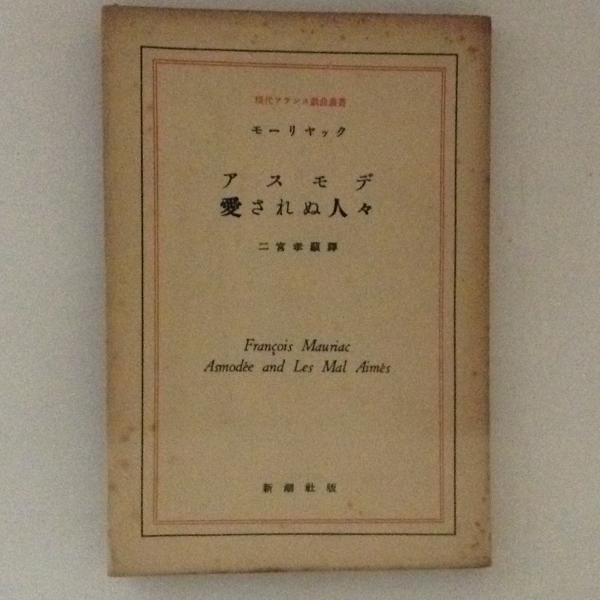 現代フランス戯曲叢書
モーリヤック
アスモデ
愛されぬ人々
二宮孝顯譯
François Mauriac
Asmodée and Les Mal Aimés
新潮社版